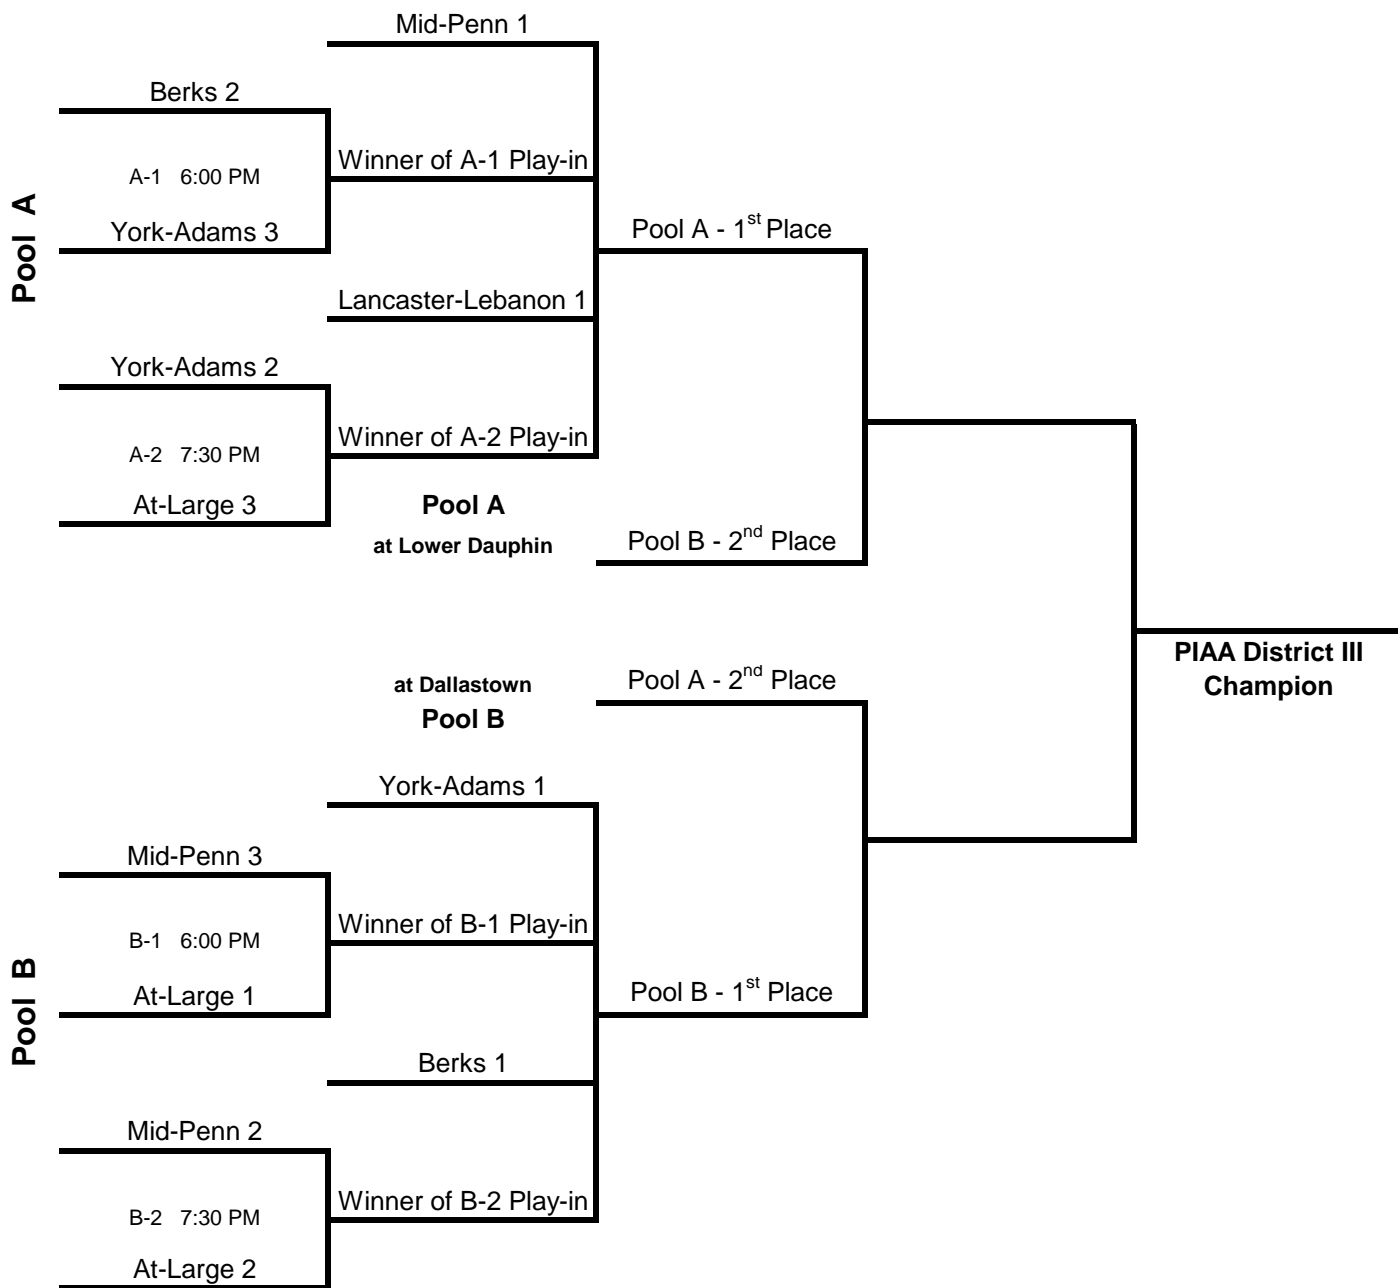 Mid-Penn 1
Berks 2
Winner of A-1 Play-in
A-1 6:00 PM
Pool A
York-Adams 3
Pool A - 1st Place
Lancaster-Lebanon 1
York-Adams 2
Winner of A-2 Play-in
A-2 7:30 PM
At-Large 3
Pool A
at Lower Dauphin
Pool B - 2nd Place
PIAA District III
Champion
at Dallastown
Pool B
Pool A - 2nd Place
York-Adams 1
Mid-Penn 3
Winner of B-1 Play-in
B-1 6:00 PM
Pool B
At-Large 1
Pool B - 1st Place
Berks 1
Mid-Penn 2
Winner of B-2 Play-in
B-2 7:30 PM
At-Large 2